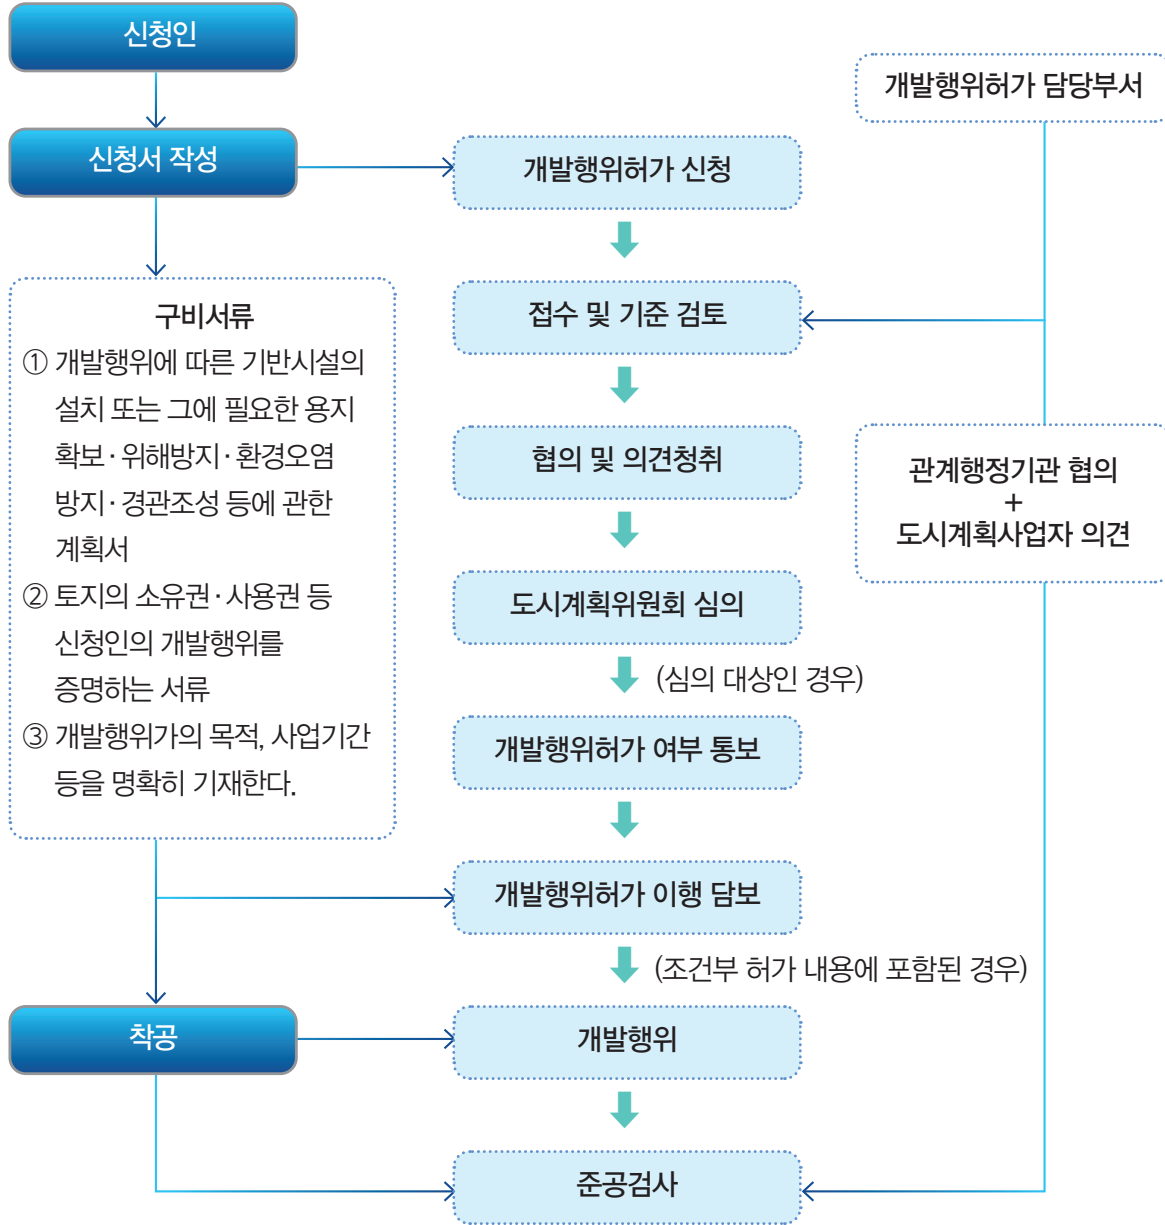 신청인
신청서 작성
구비서류
① 개발행위에 따른 기반시설의
설치 또는 그에 필요한 용지
확보·위해방지·환경오염
방지·경관조성 등에 관한
계획서
② 토지의 소유권·사용권 등
신청인의 개발행위를
증명하는 서류
③ 개발행위가의 목적, 사업기간
등을 명확히 기재한다.
착공
개발행위허가 신청
접수 및 기준 검토
협의 및 의견청취
도시계획위원회 심의
(심의 대상인 경우)
개발행위허가 여부 통보
개발행위허가 이행 담보
(조건부 허가 내용에 포함된 경우)
개발행위
준공검사
개발행위허가 담당부서
관계행정기관 협의
+
도시계획사업자 의견